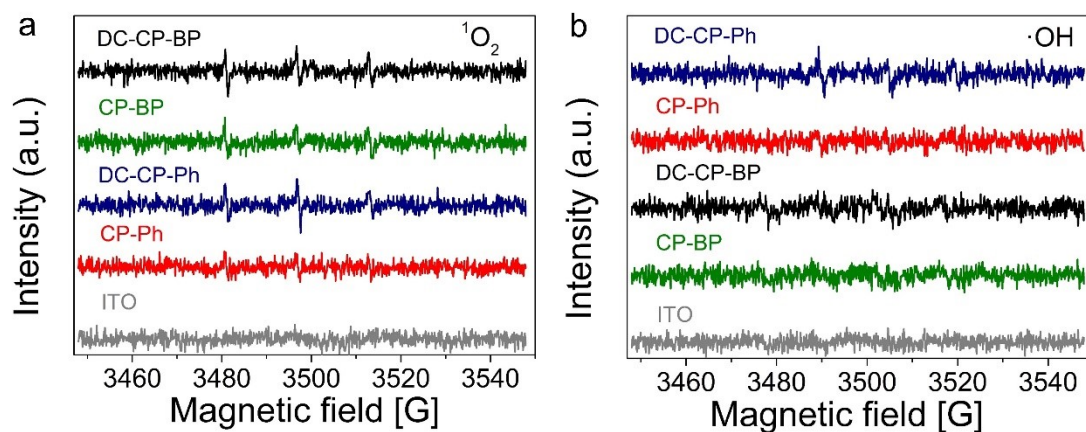 a
Intensity (a.u.)
DC-CP-BP
¹O₂
CP-BP
DC-CP-Ph
CP-Ph
ITO
3460 3480 3500 3520 3540
Magnetic field [G]
b
Intensity (a.u.)
DC-CP-Ph
·OH
CP-Ph
DC-CP-BP
CP-BP
ITO
3460 3480 3500 3520 3540
Magnetic field [G]